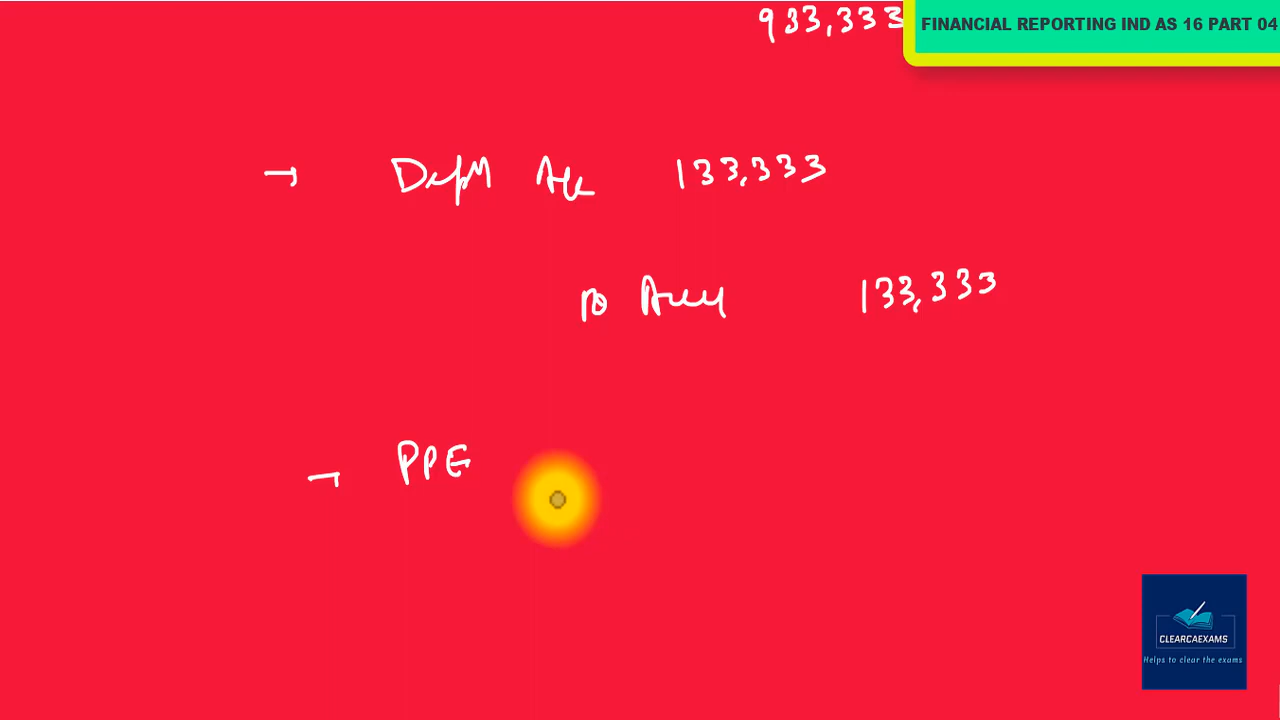 933,333
FINANCIAL REPORTING IND AS 16 PART 04
→ Depn A/c 133,333
To 133,333
→ PPE
CLEARCAEXAMS
Helps to clear the exams